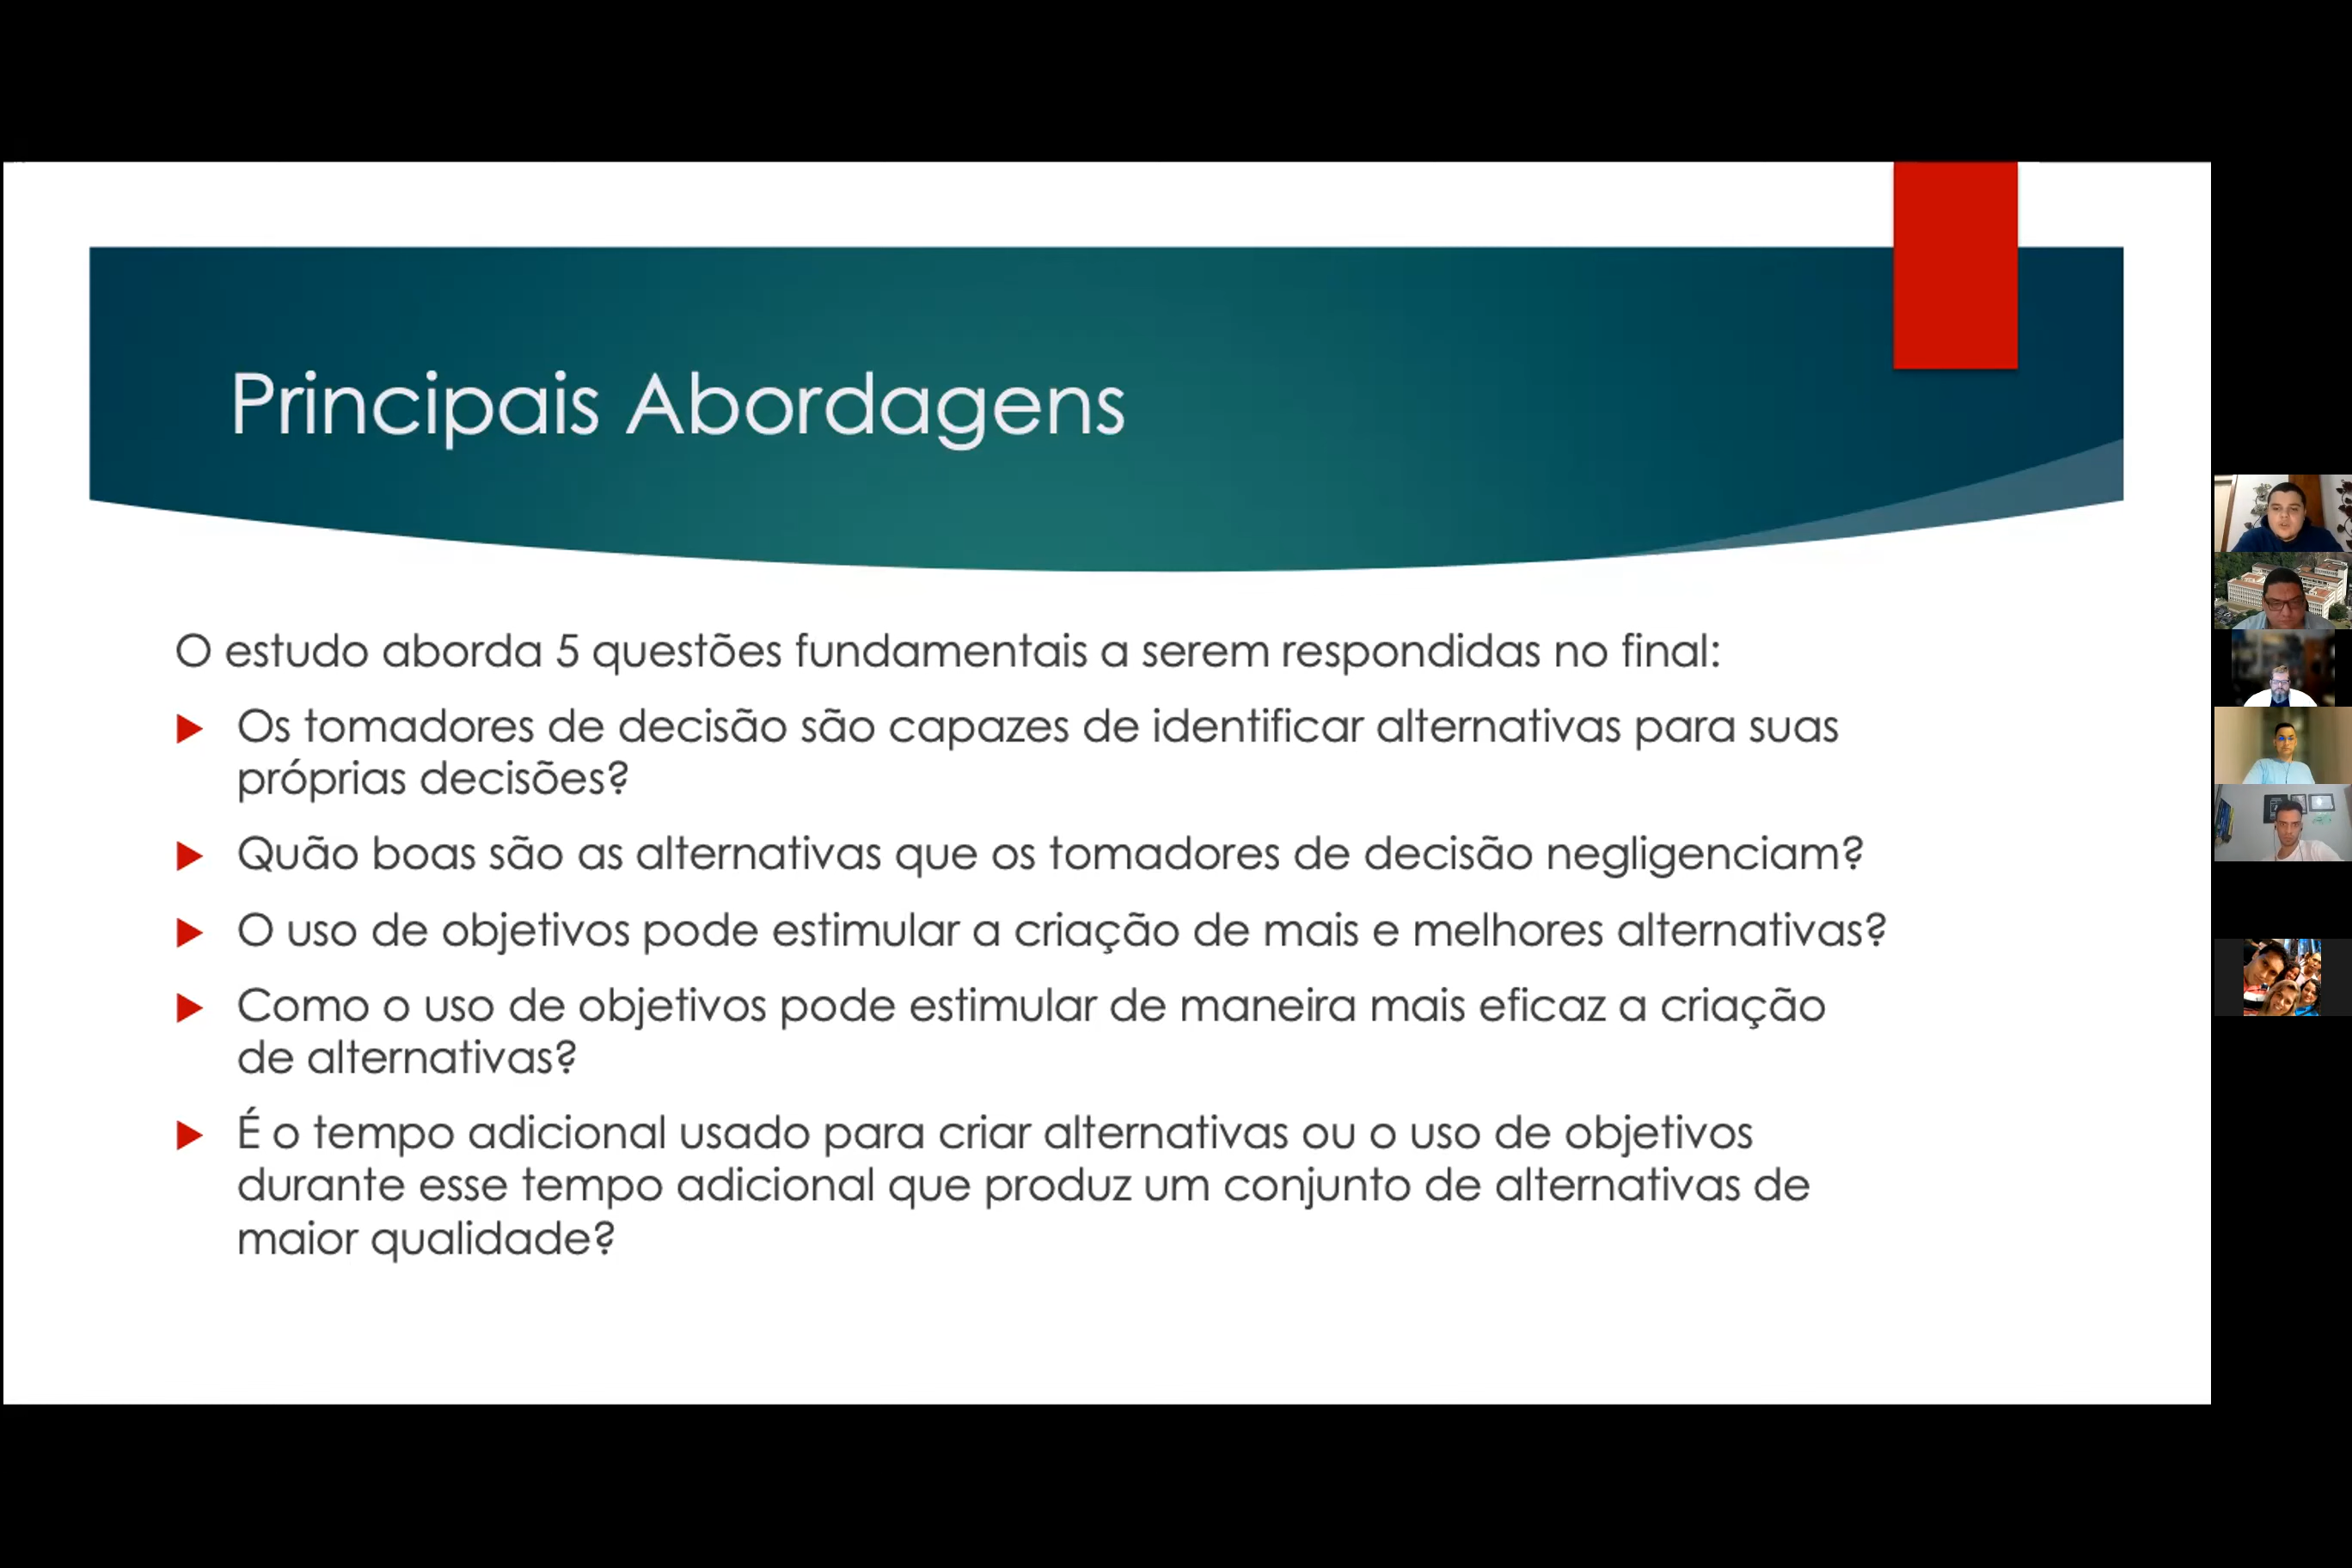 Principais Abordagens
O estudo aborda 5 questões fundamentais a serem respondidas no final:
Os tomadores de decisão são capazes de identificar alternativas para suas
próprias decisões?
Quão boas são as alternativas que os tomadores de decisão negligenciam?
O uso de objetivos pode estimular a criação de mais e melhores alternativas?
Como o uso de objetivos pode estimular de maneira mais eficaz a criação
de alternativas?
É o tempo adicional usado para criar alternativas ou o uso de objetivos
durante esse tempo adicional que produz um conjunto de alternativas de
maior qualidade?